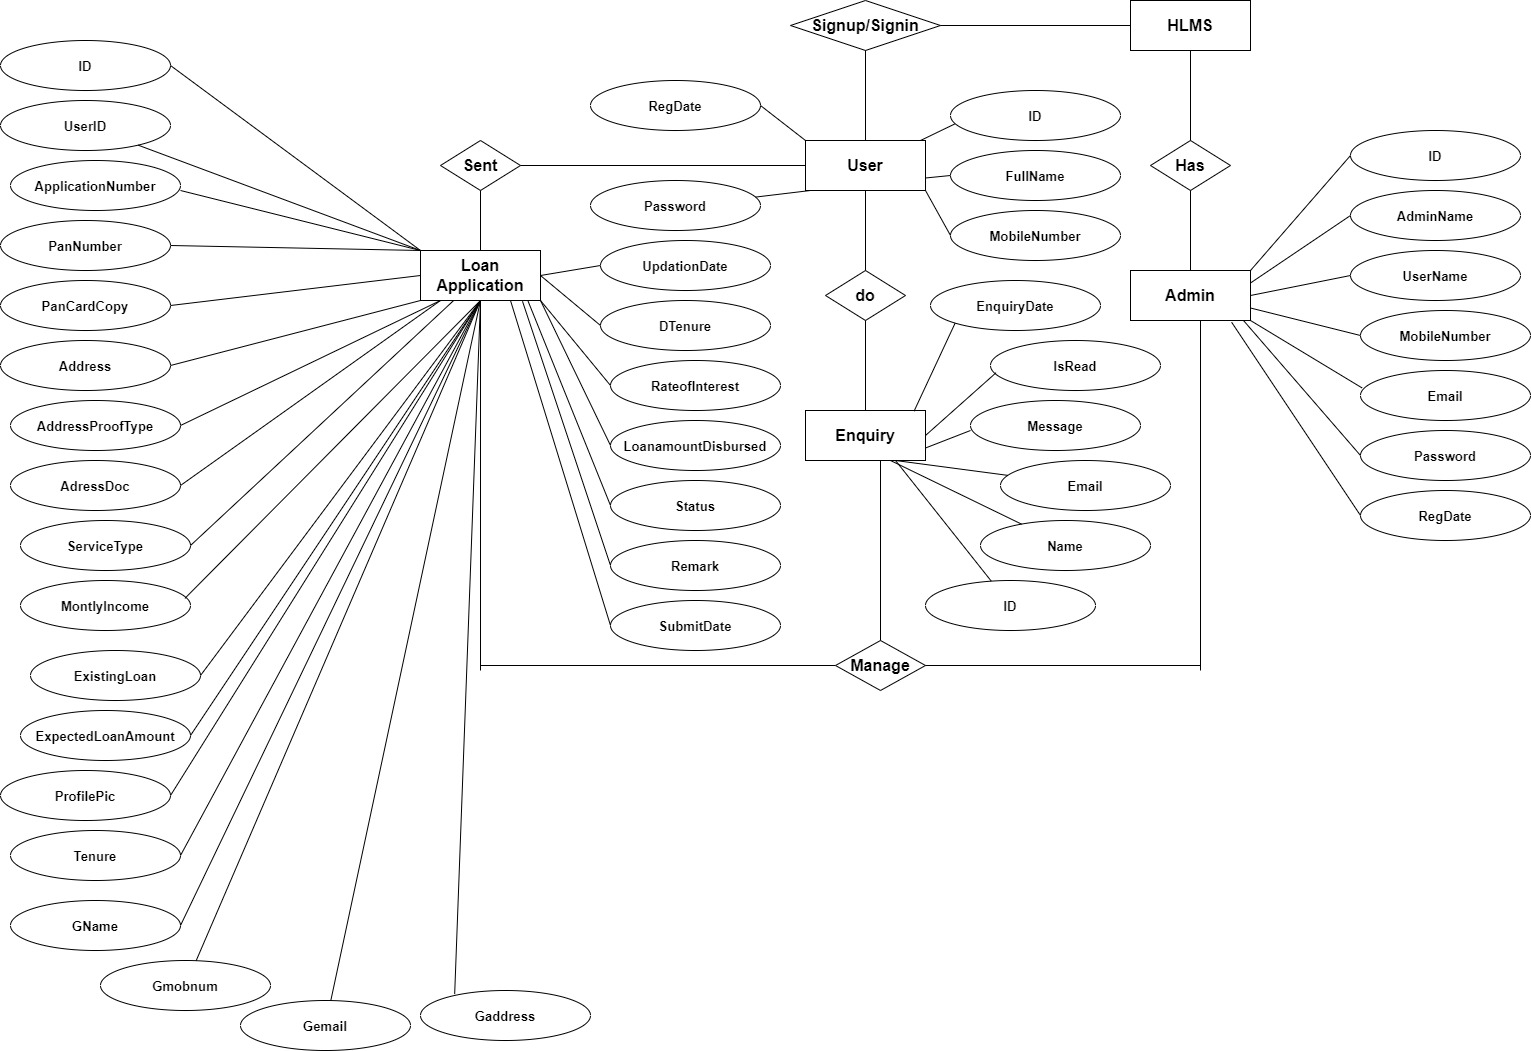 Signup/Signin
HLMS
ID
UserID
ApplicationNumber
PanNumber
PanCardCopy
Address
AddressProofType
AdressDoc
ServiceType
MontlyIncome
ExistingLoan
ExpectedLoanAmount
ProfilePic
Tenure
GName
Gmobnum
Gemail
Gaddress
Sent
Loan
Application
RegDate
User
Password
ID
FullName
MobileNumber
UpdationDate
DTenure
RateofInterest
LoanamountDisbursed
Status
Remark
SubmitDate
do
Enquiry
EnquiryDate
IsRead
Message
Email
Name
ID
Manage
Has
Admin
ID
AdminName
UserName
MobileNumber
Email
Password
RegDate